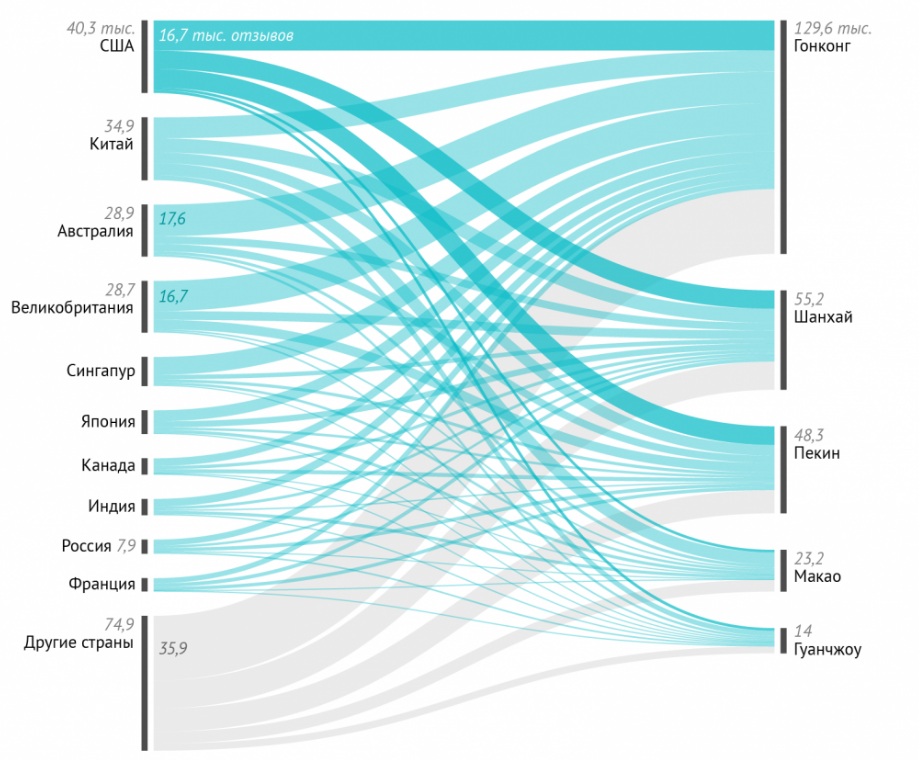 40,3 тыс.
США
16,7 тыс. отзывов
129,6 тыс.
Гонконг
34,9
Китай
28,9
Австралия
17,6
28,7
Великобритания
16,7
55,2
Шанхай
Сингапур
Япония
48,3
Пекин
Канада
Индия
Россия 7,9
23,2
Макао
Франция
74,9
Другие страны
35,9
14
Гуанчжоу